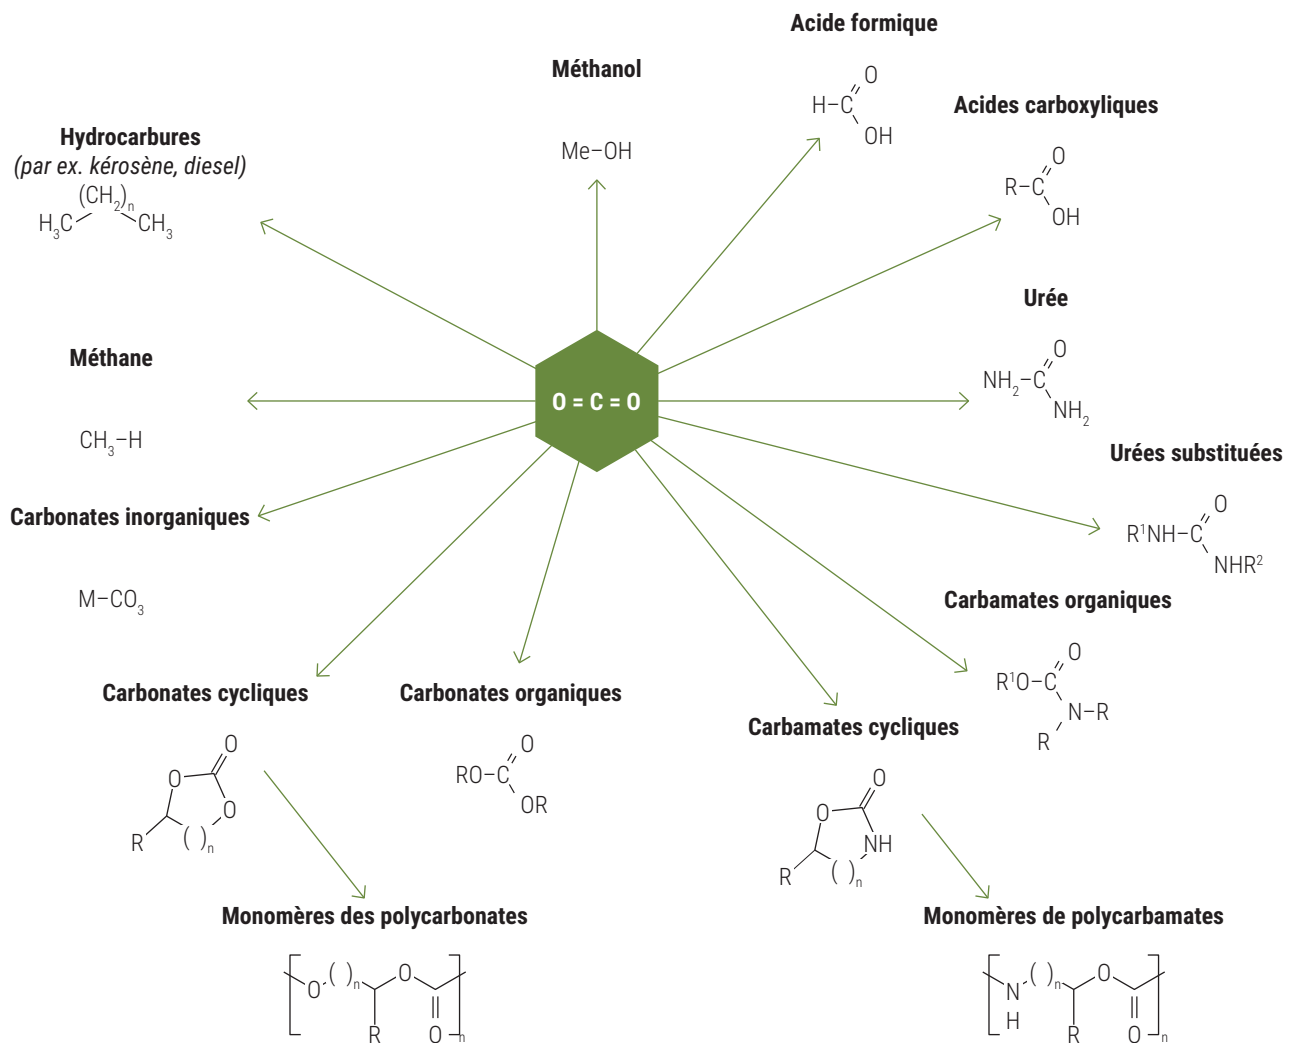 Acide formique
H–C
O
OH
Méthanol
Me–OH
Acides carboxyliques
R–C
O
OH
Hydrocarbures
(par ex. kérosène, diesel)
(CH₂)ₙ
H₃C
CH₃
Urée
NH₂–C
O
NH₂
Méthane
CH₃–H
O = C = O
Urées substituées
R¹NH–C
O
NHR²
Carbonates inorganiques
M–CO₃
Carbamates organiques
R¹O–C
O
N–R
R
Carbonates cycliques
O
O
O
R
( )ₙ
Carbonates organiques
RO–C
O
OR
Carbamates cycliques
O
O
NH
R
( )ₙ
Monomères des polycarbonates
O
( )ₙ
O
R
O
n
Monomères de polycarbamates
N
H
( )ₙ
O
R
O
n